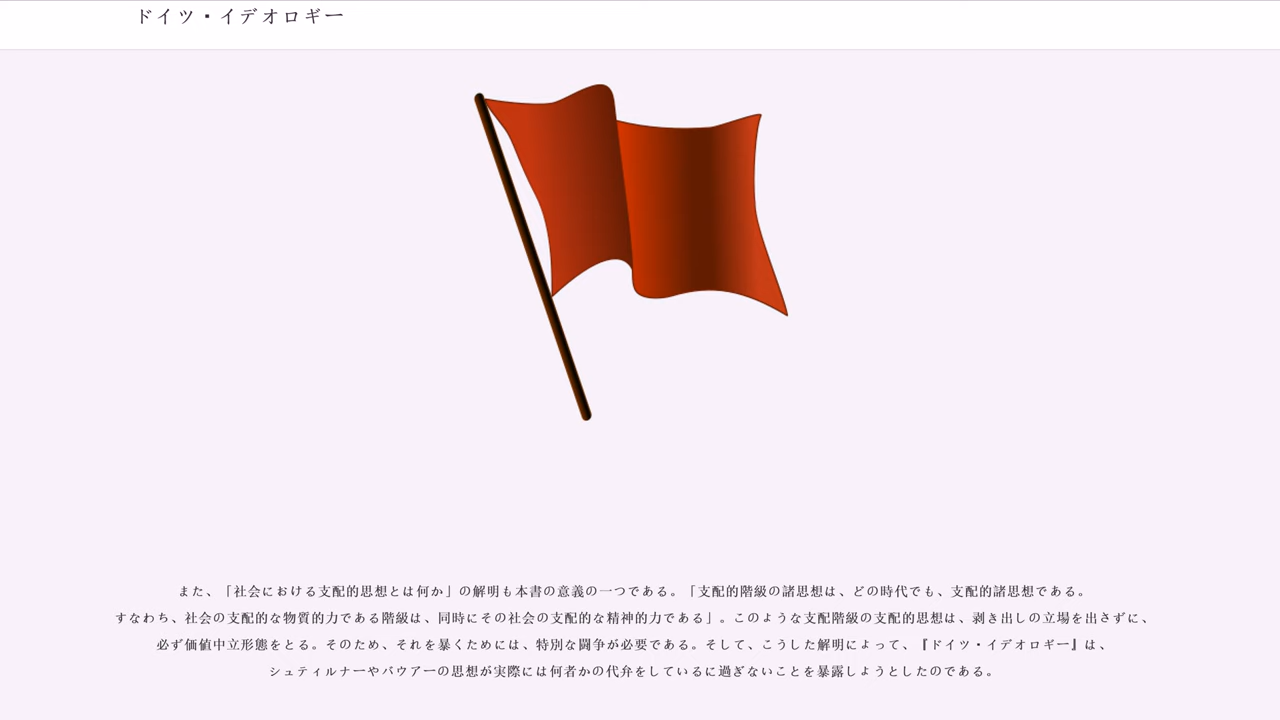 ドイツ・イデオロギー
また、「社会における支配的思想とは何か」の解明も本書の意義の一つである。「支配的階級の諸思想は、どの時代でも、支配的諸思想である。
すなわち、社会の支配的な物質的力である階級は、同時にその社会の支配的な精神的力である」。このような支配階級の支配的思想は、剥き出しの立場を出さずに、
必ず価値中立形態をとる。そのため、それを暴くためには、特別な闘争が必要である。そして、こうした解明によって、『ドイツ・イデオロギー』は、
シュティルナーやバウアーの思想が実際には何者かの代弁をしているに過ぎないことを暴露しようとしたのである。